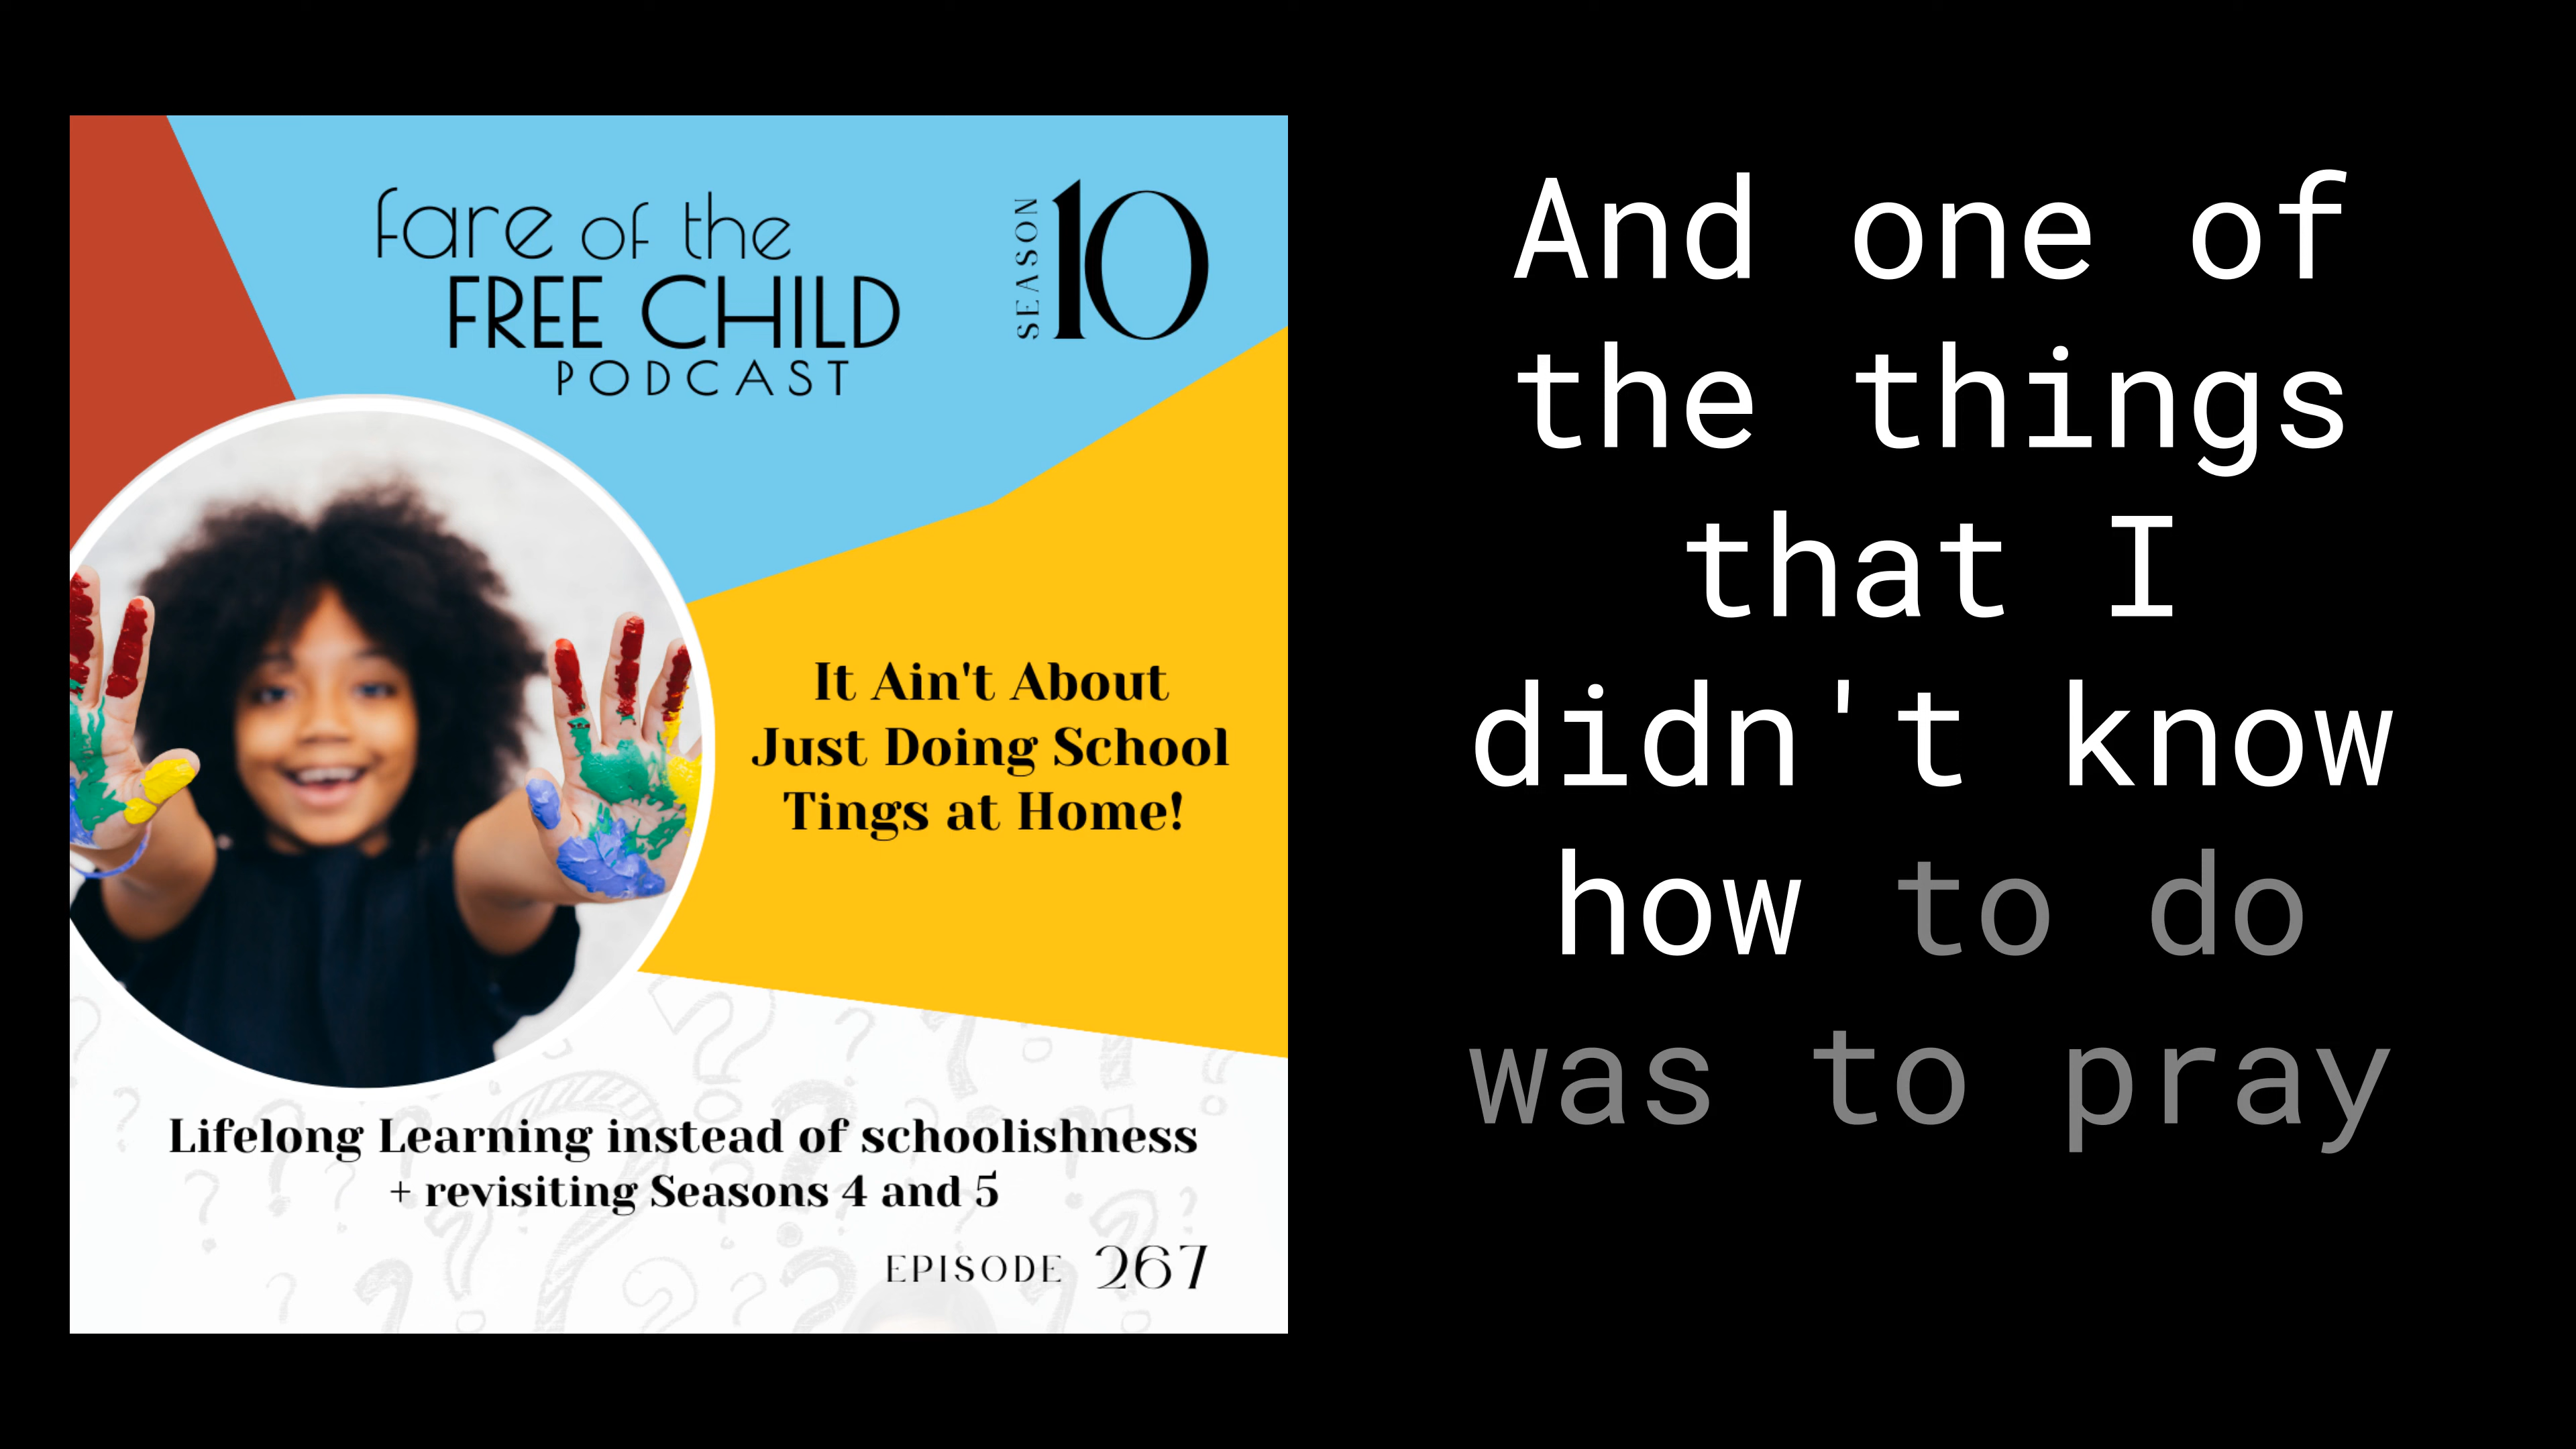 fare of the
FREE CHILD
PODCAST
SEASON 10
It Ain't About
Just Doing School
Tings at Home!
Lifelong Learning instead of schoolishness
+ revisiting Seasons 4 and 5
EPISODE 267
And one of
the things
that I
didn't know
how to do
was to pray